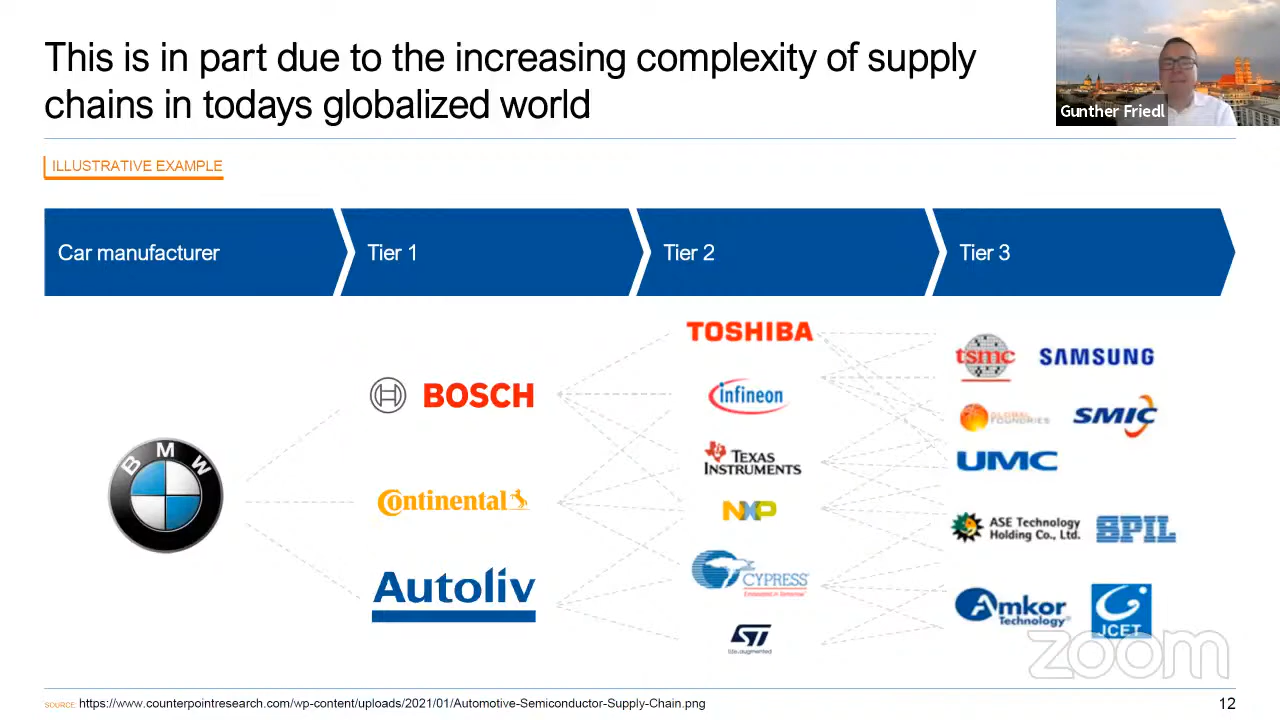 This is in part due to the increasing complexity of supply
chains in todays globalized world
Gunther Friedl
ILLUSTRATIVE EXAMPLE
Car manufacturer
Tier 1
Tier 2
Tier 3
BMW
BOSCH
Continental
Autoliv
TOSHIBA
infineon
TEXAS
INSTRUMENTS
NXP
CYPRESS
ST
tsmc
SAMSUNG
GLOBAL
FOUNDRIES
SMIC
UMC
ASE Technology
Holding Co., Ltd.
SPIL
Amkor
Technology®
JCET
zoom
SOURCE: https://www.counterpointresearch.com/wp-content/uploads/2021/01/Automotive-Semiconductor-Supply-Chain.png
12